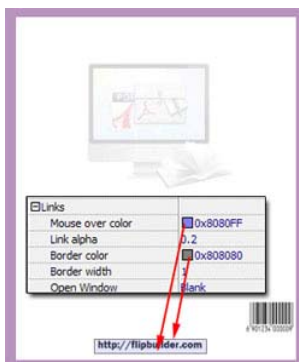 Links
Mouse over color 0x8080FF
Link alpha 0.2
Border color 0x808080
Border width 1
Open Window Blank
http://flipbuilder.com